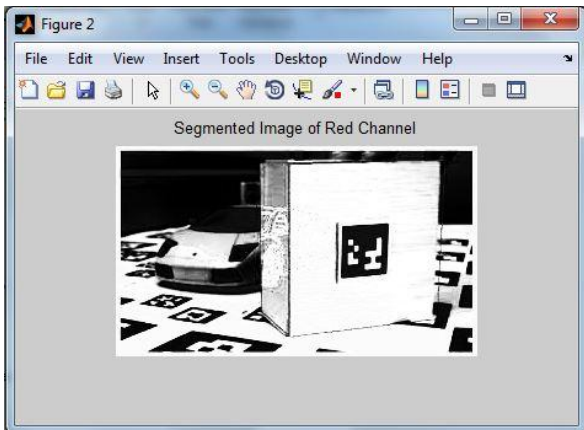 Figure 2
File Edit View Insert Tools Desktop Window Help
Segmented Image of Red Channel